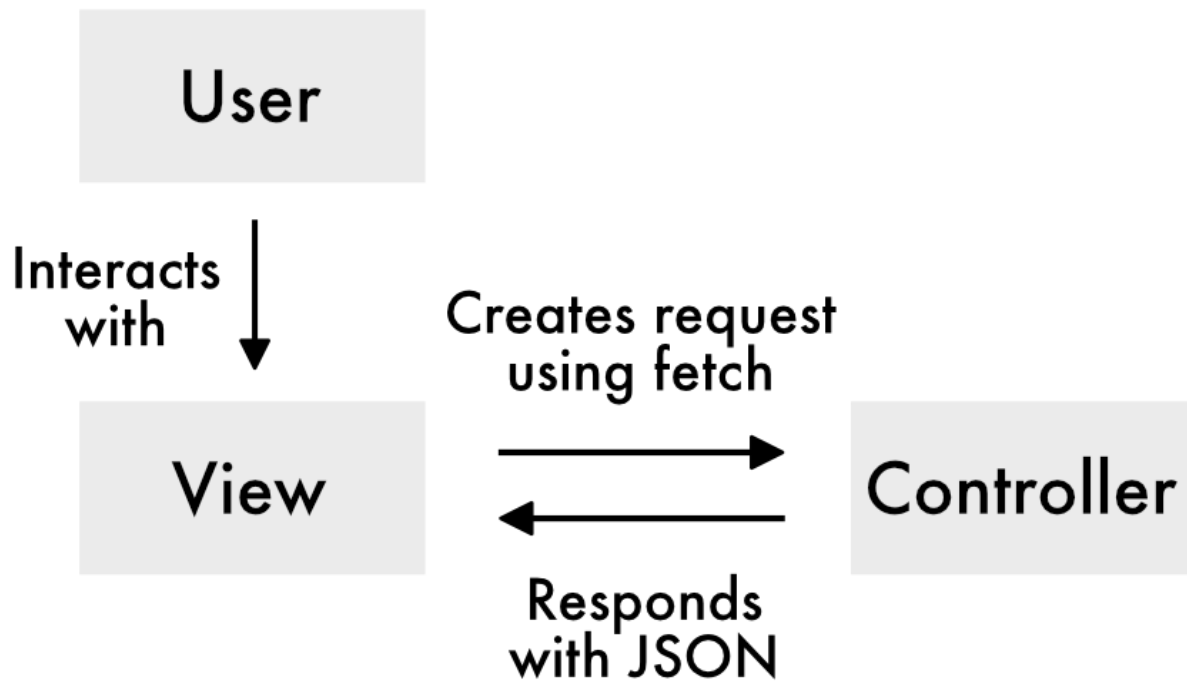 User
Interacts
with
Creates request
using fetch
View
Controller
Responds
with JSON